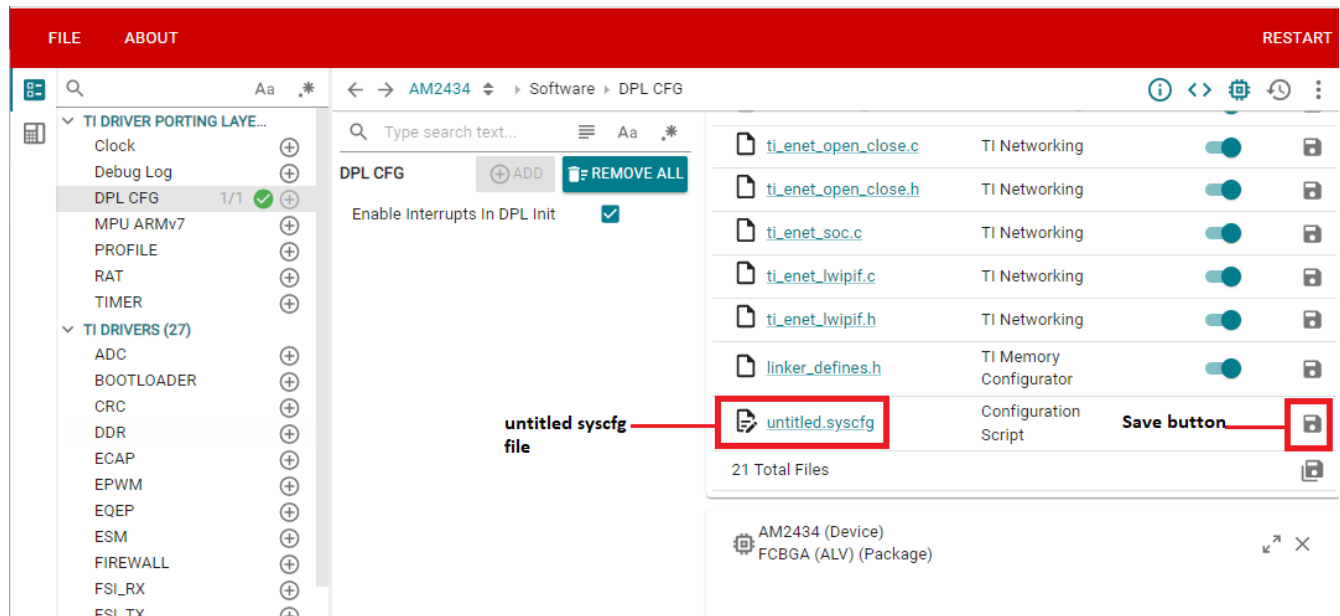 FILE ABOUT RESTART
Aa .*
AM2434 Software DPL CFG
TI DRIVER PORTING LAYE...
Clock
Debug Log
DPL CFG 1/1
MPU ARMv7
PROFILE
RAT
TIMER
TI DRIVERS (27)
ADC
BOOTLOADER
CRC
DDR
ECAP
EPWM
EQEP
ESM
FIREWALL
FSI_RX
FSI_TX
Type search text... Aa .*
DPL CFG ADD REMOVE ALL
Enable Interrupts In DPL Init
untitled syscfg
file
ti_enet_open_close.c TI Networking
ti_enet_open_close.h TI Networking
ti_enet_soc.c TI Networking
ti_enet_lwipif.c TI Networking
ti_enet_lwipif.h TI Networking
linker_defines.h TI Memory
Configurator
untitled.syscfg Configuration
Script
Save button
21 Total Files
AM2434 (Device)
FCBGA (ALV) (Package)